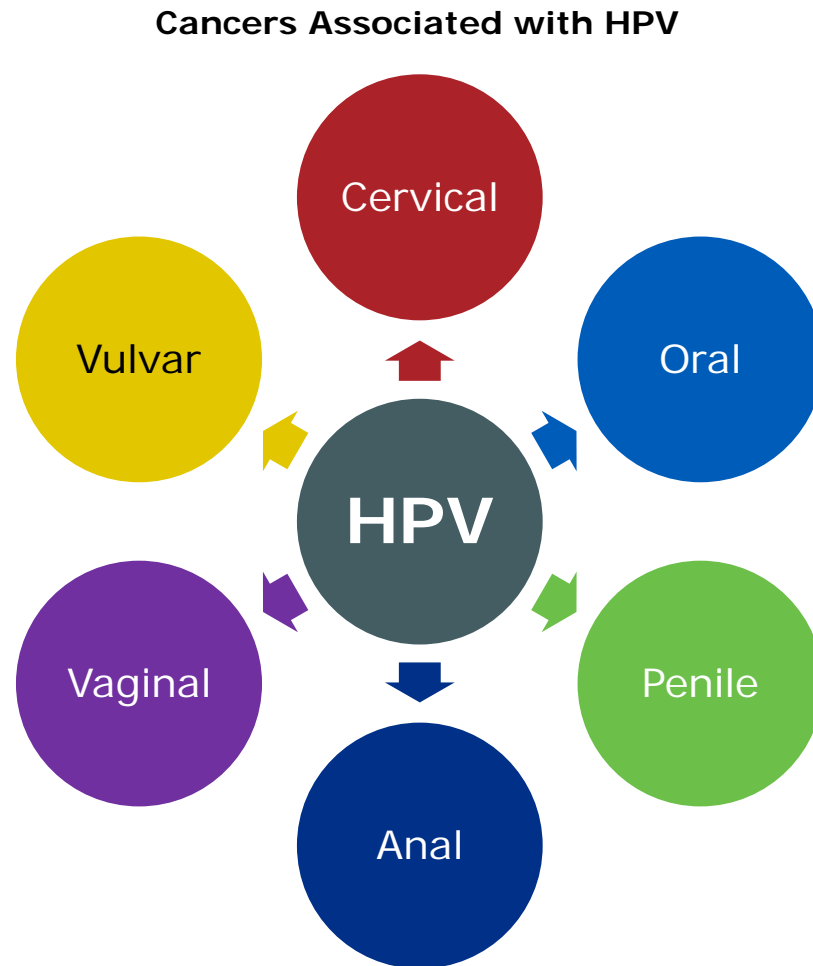 Cancers Associated with HPV
Cervical
Vulvar
Oral
HPV
Vaginal
Penile
Anal